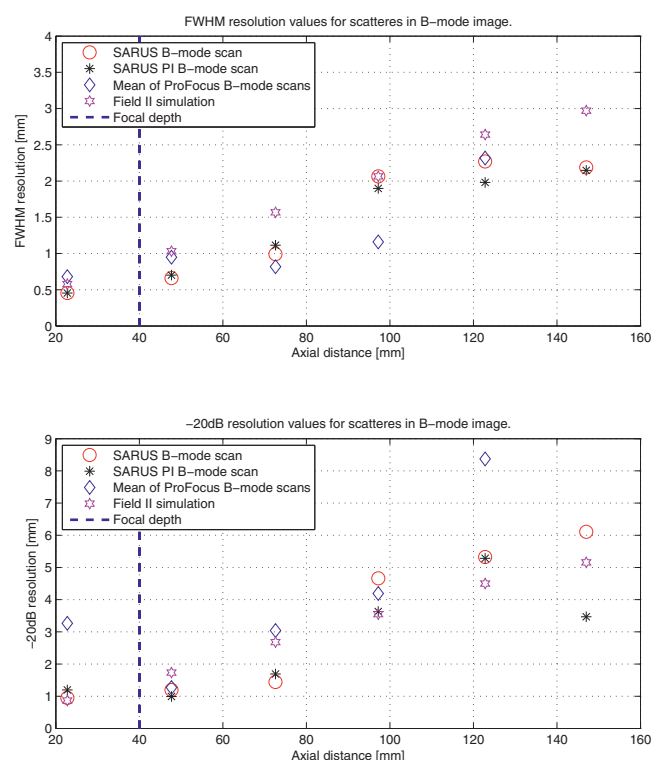 FWHM resolution values for scatteres in B−mode image.
4
3.5
3
2.5
2
1.5
1
0.5
0
FWHM resolution [mm]
SARUS B−mode scan
SARUS PI B−mode scan
Mean of ProFocus B−mode scans
Field II simulation
Focal depth
20 40 60 80 100 120 140 160
Axial distance [mm]
−20dB resolution values for scatteres in B−mode image.
9
8
7
6
5
4
3
2
1
0
−20dB resolution [mm]
SARUS B−mode scan
SARUS PI B−mode scan
Mean of ProFocus B−mode scans
Field II simulation
Focal depth
20 40 60 80 100 120 140 160
Axial distance [mm]